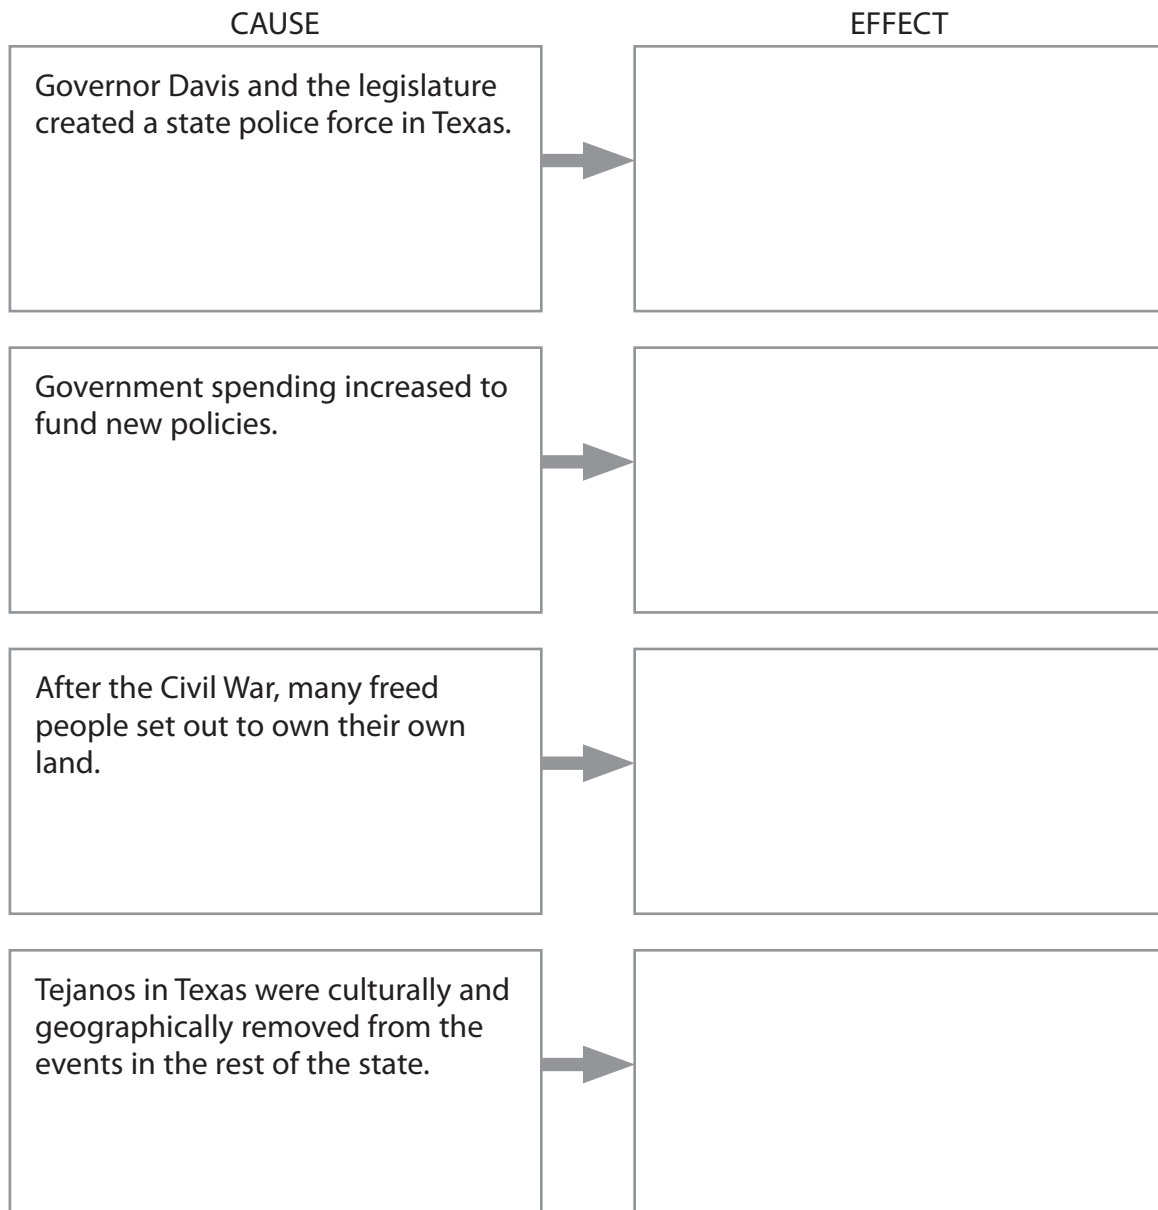 CAUSE
EFFECT
Governor Davis and the legislature
created a state police force in Texas.
Government spending increased to
fund new policies.
After the Civil War, many freed
people set out to own their own
land.
Tejanos in Texas were culturally and
geographically removed from the
events in the rest of the state.